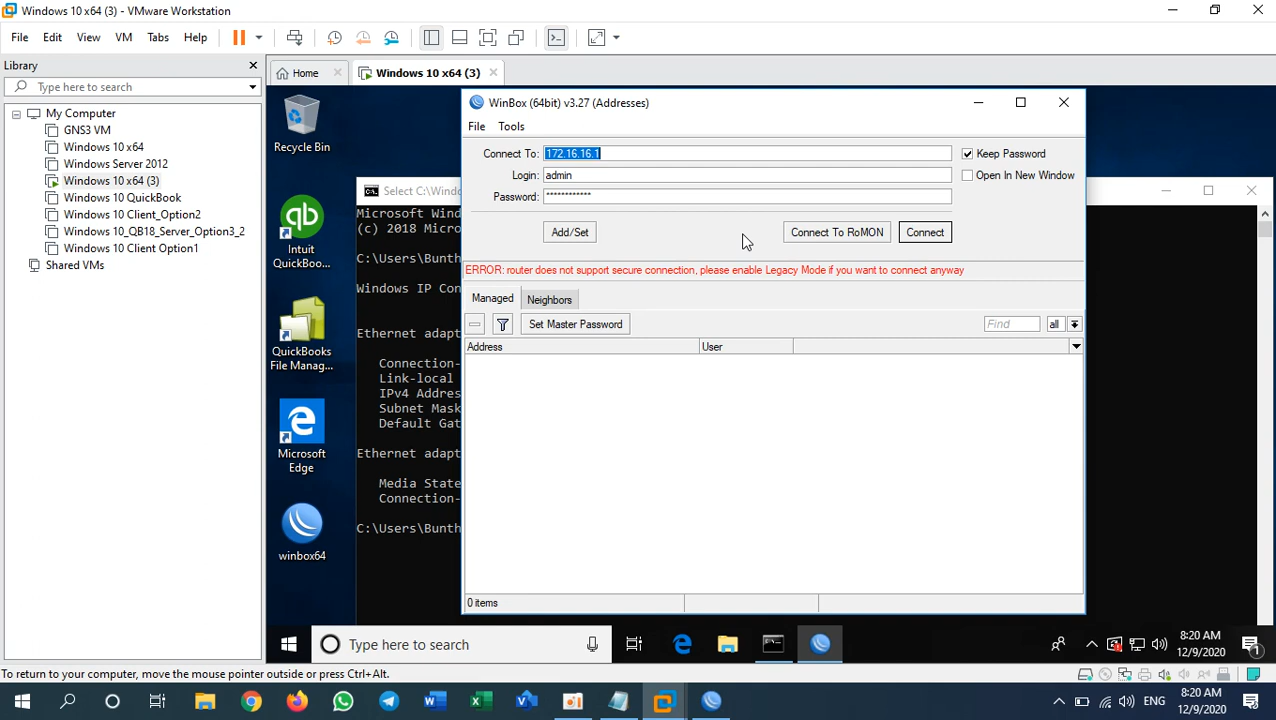 Windows 10 x64 (3) - VMware Workstation
File Edit View VM Tabs Help
Library
Type here to search
My Computer
GNS3 VM
Windows 10 x64
Windows Server 2012
Windows 10 x64 (3)
Windows 10 QuickBook
Windows 10 Client_Option2
Windows 10_QB18_Server_Option3_2
Windows 10 Client Option1
Shared VMs
Home
Windows 10 x64 (3)
Recycle Bin
Intuit
QuickBoo...
QuickBooks
File Manag...
Microsoft
Edge
winbox64
Select C:\Windo
Microsoft Wind
(c) 2018 Micro
C:\Users\Bunth
Windows IP Con
Ethernet adapt
Connection-
Link-local
IPv4 Addres
Subnet Mask
Default Gat
Ethernet adapt
Media State
Connection-
C:\Users\Bunth
WinBox (64bit) v3.27 (Addresses)
File Tools
Connect To: 172.16.16.1
Keep Password
Login: admin
Open In New Window
Password: ************
Add/Set
Connect To RoMON
Connect
ERROR: router does not support secure connection, please enable Legacy Mode if you want to connect anyway
Managed
Neighbors
Set Master Password
Find
all
Address
User
0 items
Type here to search
8:20 AM
12/9/2020
1
To return to your computer, move the mouse pointer outside or press Ctrl+Alt.
ENG
8:20 AM
12/9/2020